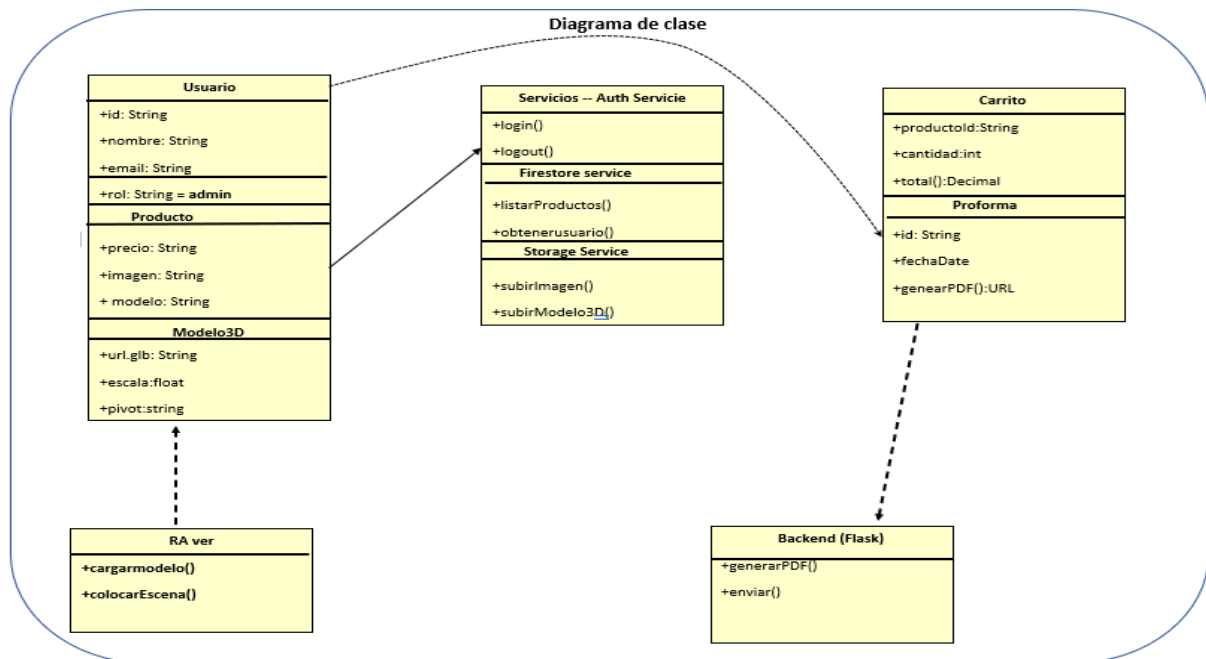 Diagrama de clase
Usuario
+id: String
+nombre: String
+email: String
+rol: String = admin
Producto
+precio: String
+imagen: String
+ modelo: String
Modelo3D
+url.glb: String
+escala:float
+pivot:string
Servicios -- Auth Servicie
+login()
+logout()
Firestore service
+listarProductos()
+obtenerusuario()
Storage Service
+subirImagen()
+subirModelo3D()
Carrito
+productoId:String
+cantidad:int
+total():Decimal
Proforma
+id: String
+fechaDate
+genearPDF():URL
RA ver
+cargarmodelo()
+colocarEscena()
Backend (Flask)
+generarPDF()
+enviar()